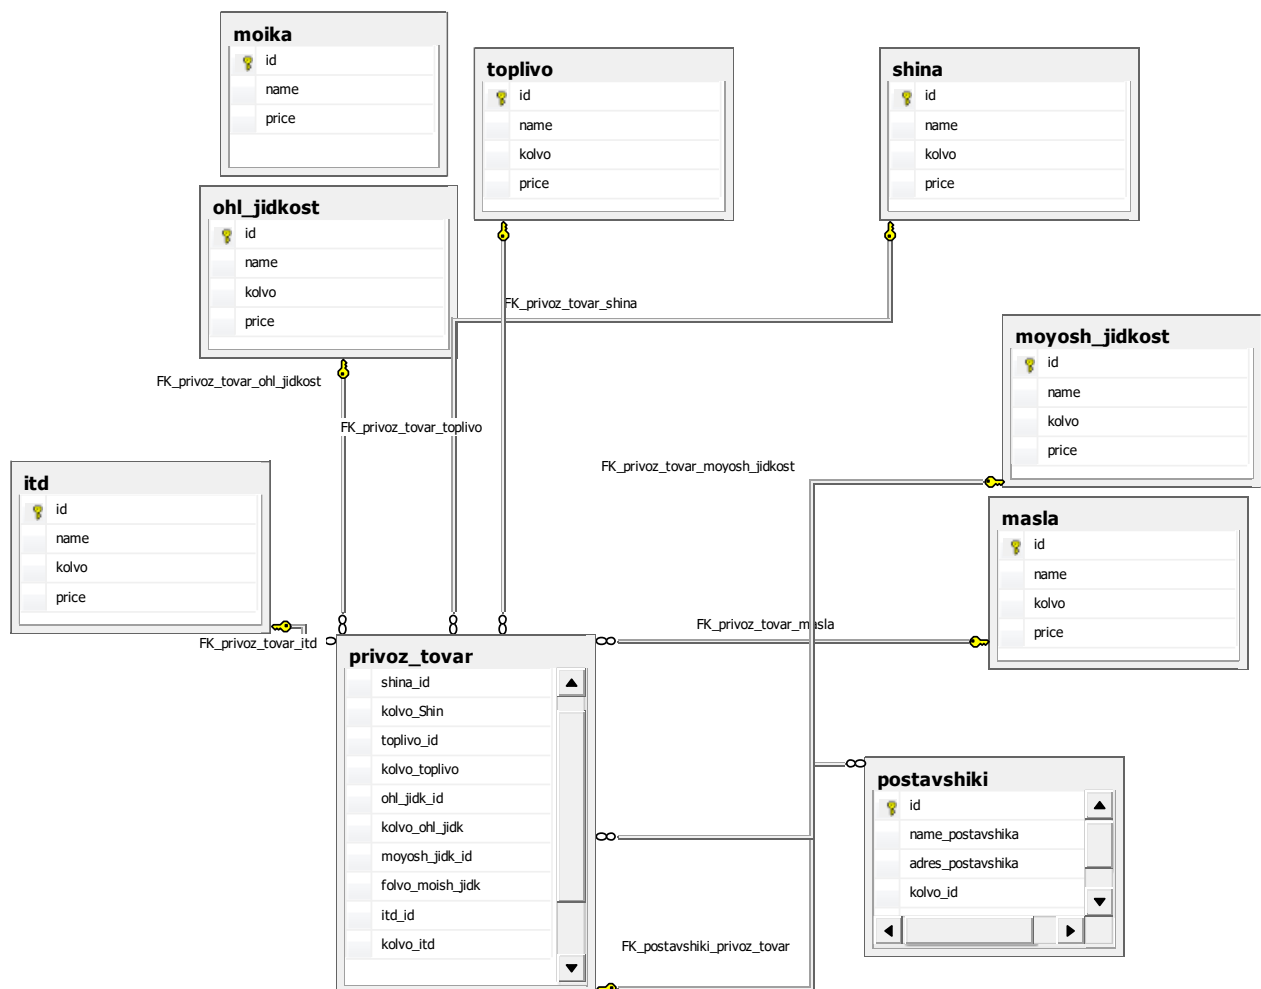 moika
id
name
price
toplivo
id
name
kolvo
price
shina
id
name
kolvo
price
ohl_jidkost
id
name
kolvo
price
FK_privoz_tovar_shina
moyosh_jidkost
id
name
kolvo
price
FK_privoz_tovar_ohl_jidkost
FK_privoz_tovar_toplivo
FK_privoz_tovar_moyosh_jidkost
itd
id
name
kolvo
price
masla
id
name
kolvo
price
FK_privoz_tovar_itd
FK_privoz_tovar_masla
privoz_tovar
shina_id
kolvo_Shin
toplivo_id
kolvo_toplivo
ohl_jidk_id
kolvo_ohl_jidk
moyosh_jidk_id
folvo_moish_jidk
itd_id
kolvo_itd
postavshiki
id
name_postavshika
adres_postavshika
kolvo_id
FK_postavshiki_privoz_tovar